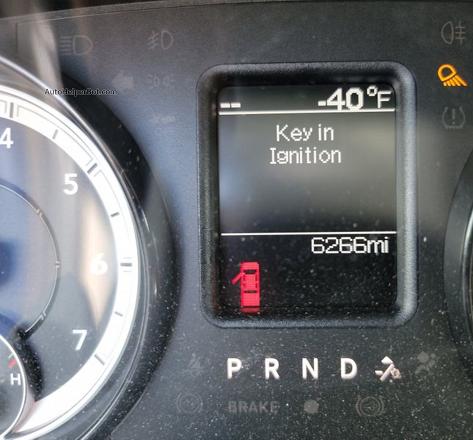 AutoHelperBot.com
-- -40°F
Key in
Ignition
6266mi
4
5
6
7
H
P R N D
BRAKE